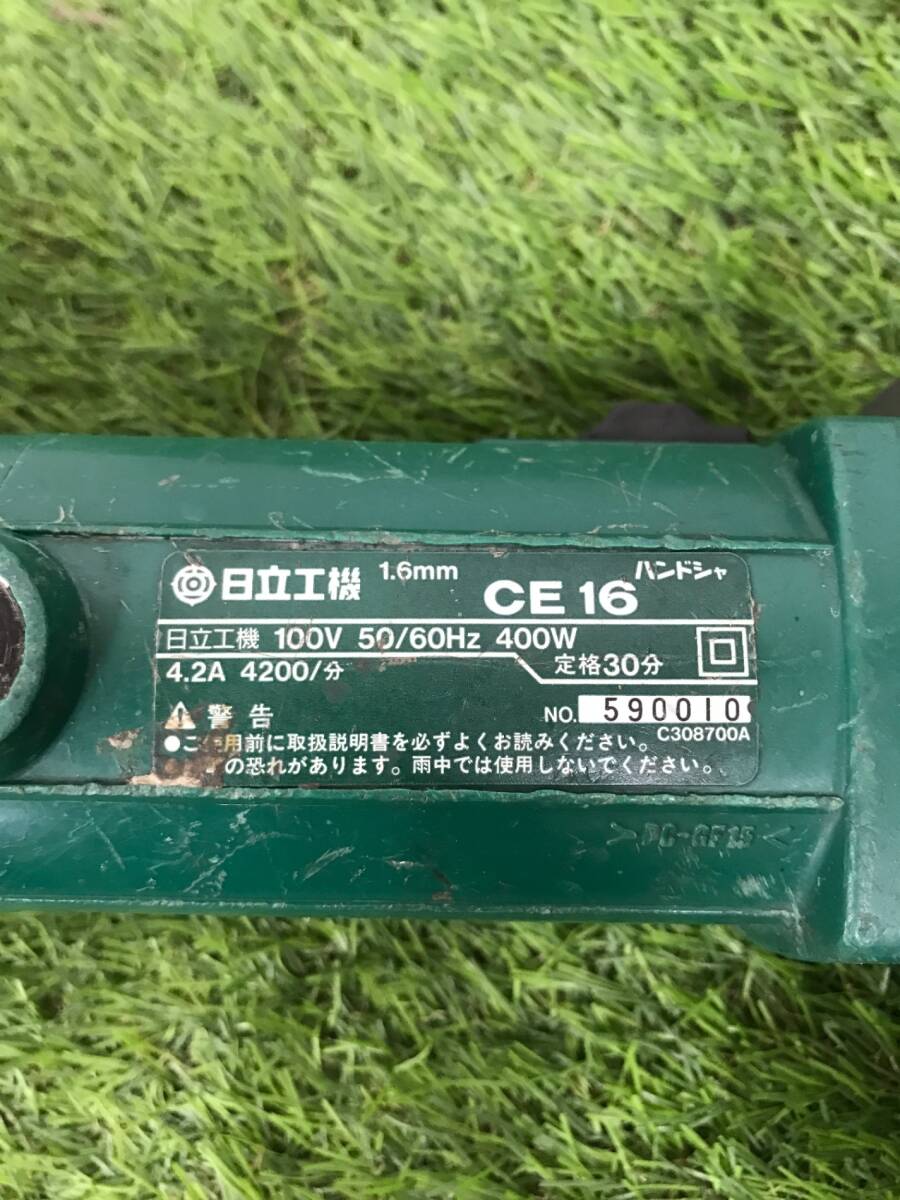 日立工機 1.6mm CE 16 ハンドシャ
日立工機 100V 50/60Hz 400W
4.2A 4200/分 定格30分
警告 NO. 590010
C308700A
●ご使用前に取扱説明書を必ずよくお読みください。
の恐れがあります。雨中では使用しないでください。